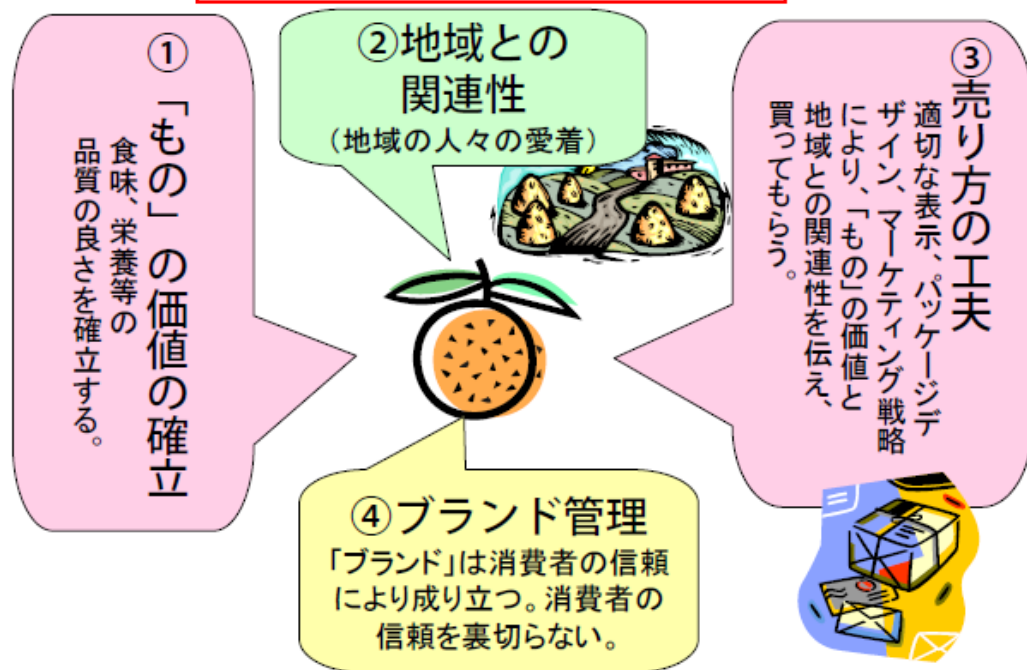 ①「もの」の価値の確立
食味、栄養等の
品質の良さを確立する。
②地域との
関連性
（地域の人々の愛着）
③売り方の工夫
適切な表示、パッケージデ
ザイン、マーケティング戦略
により、「もの」の価値と
地域との関連性を伝え、
買ってもらう。
④ブランド管理
「ブランド」は消費者の信頼
により成り立つ。消費者の
信頼を裏切らない。